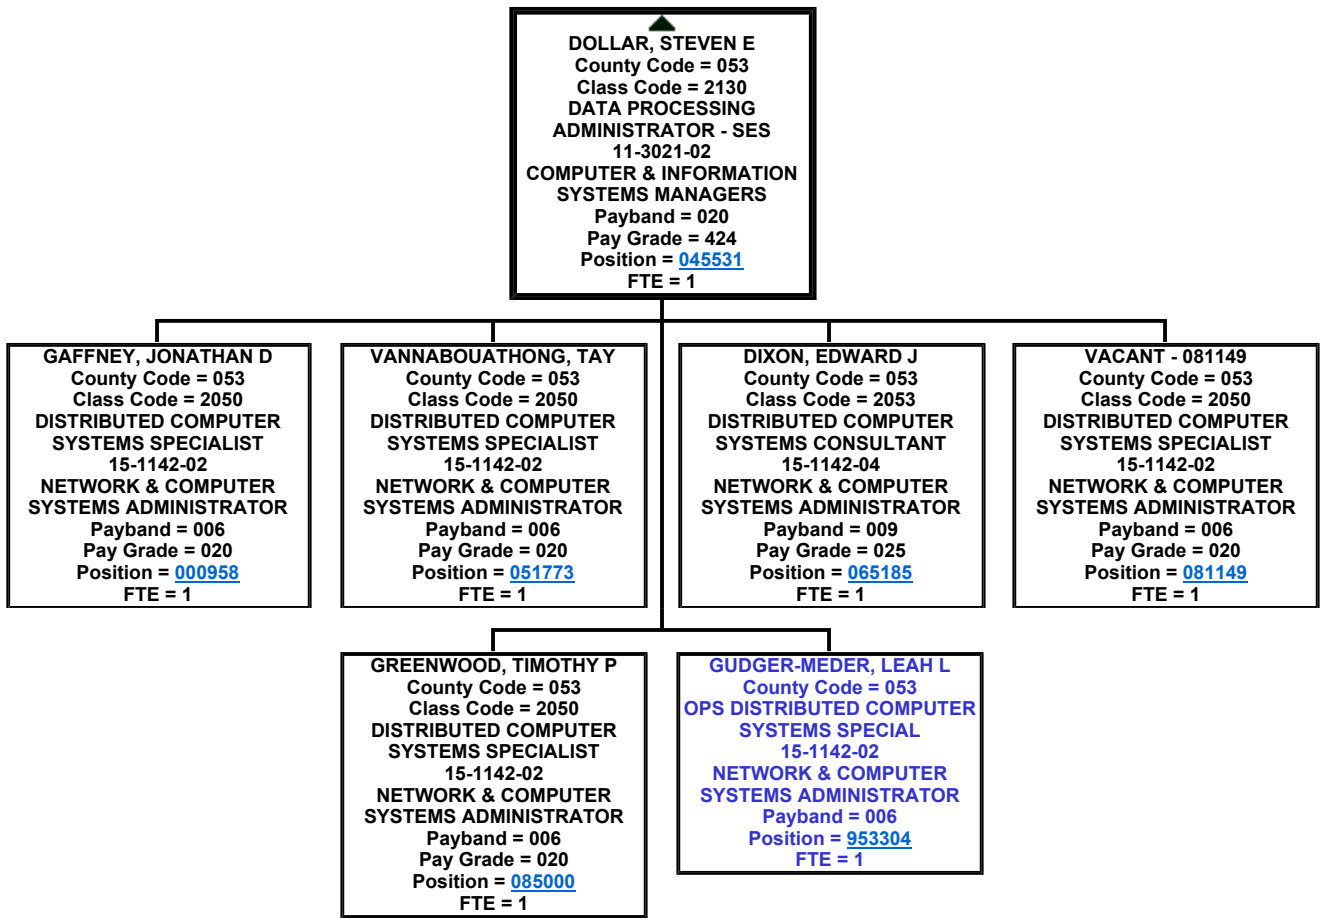 DOLLAR, STEVEN E
County Code = 053
Class Code = 2130
DATA PROCESSING
ADMINISTRATOR - SES
11-3021-02
COMPUTER & INFORMATION
SYSTEMS MANAGERS
Payband = 020
Pay Grade = 424
Position = 045531
FTE = 1
GAFFNEY, JONATHAN D
County Code = 053
Class Code = 2050
DISTRIBUTED COMPUTER
SYSTEMS SPECIALIST
15-1142-02
NETWORK & COMPUTER
SYSTEMS ADMINISTRATOR
Payband = 006
Pay Grade = 020
Position = 000958
FTE = 1
VANNABOUATHONG, TAY
County Code = 053
Class Code = 2050
DISTRIBUTED COMPUTER
SYSTEMS SPECIALIST
15-1142-02
NETWORK & COMPUTER
SYSTEMS ADMINISTRATOR
Payband = 006
Pay Grade = 020
Position = 051773
FTE = 1
DIXON, EDWARD J
County Code = 053
Class Code = 2053
DISTRIBUTED COMPUTER
SYSTEMS CONSULTANT
15-1142-04
NETWORK & COMPUTER
SYSTEMS ADMINISTRATOR
Payband = 009
Pay Grade = 025
Position = 065185
FTE = 1
VACANT - 081149
County Code = 053
Class Code = 2050
DISTRIBUTED COMPUTER
SYSTEMS SPECIALIST
15-1142-02
NETWORK & COMPUTER
SYSTEMS ADMINISTRATOR
Payband = 006
Pay Grade = 020
Position = 081149
FTE = 1
GREENWOOD, TIMOTHY P
County Code = 053
Class Code = 2050
DISTRIBUTED COMPUTER
SYSTEMS SPECIALIST
15-1142-02
NETWORK & COMPUTER
SYSTEMS ADMINISTRATOR
Payband = 006
Pay Grade = 020
Position = 085000
FTE = 1
GUDGER-MEDER, LEAH L
County Code = 053
OPS DISTRIBUTED COMPUTER
SYSTEMS SPECIAL
15-1142-02
NETWORK & COMPUTER
SYSTEMS ADMINISTRATOR
Payband = 006
Position = 953304
FTE = 1